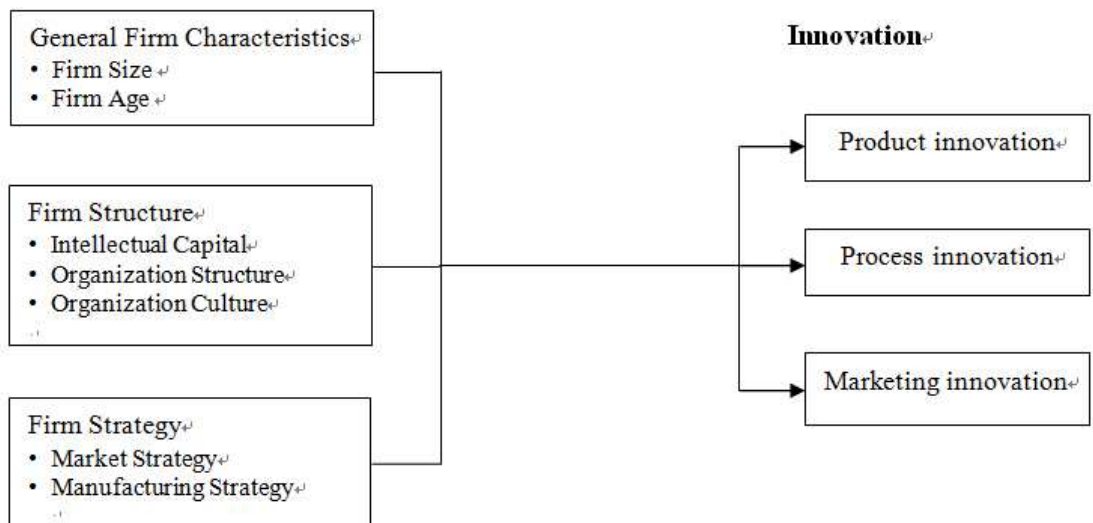 General Firm Characteristics↵
• Firm Size ↵
• Firm Age ↵
Firm Structure↵
• Intellectual Capital↵
• Organization Structure↵
• Organization Culture↵
↵
Firm Strategy↵
• Market Strategy↵
• Manufacturing Strategy↵
↵
Innovation↵
Product innovation↵
Process innovation↵
Marketing innovation↵